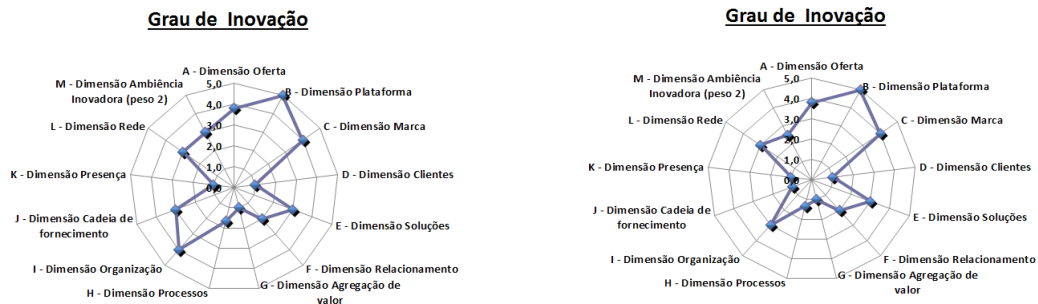 Grau de Inovação
A - Dimensão Oferta
5,0
4,0
3,0
2,0
1,0
0,0
B - Dimensão Plataforma
C - Dimensão Marca
D - Dimensão Clientes
E - Dimensão Soluções
F - Dimensão Relacionamento
G - Dimensão Agregação de
valor
H - Dimensão Processos
I - Dimensão Organização
J - Dimensão Cadeia de
fornecimento
K - Dimensão Presença
L - Dimensão Rede
M - Dimensão Ambiência
Inovadora (peso 2)
Grau de Inovação
A - Dimensão Oferta
5,0
4,0
3,0
2,0
1,0
0,0
B - Dimensão Plataforma
C - Dimensão Marca
D - Dimensão Clientes
E - Dimensão Soluções
F - Dimensão Relacionamento
G - Dimensão Agregação de
valor
H - Dimensão Processos
I - Dimensão Organização
J - Dimensão Cadeia de
fornecimento
K - Dimensão Presença
L - Dimensão Rede
M - Dimensão Ambiência
Inovadora (peso 2)